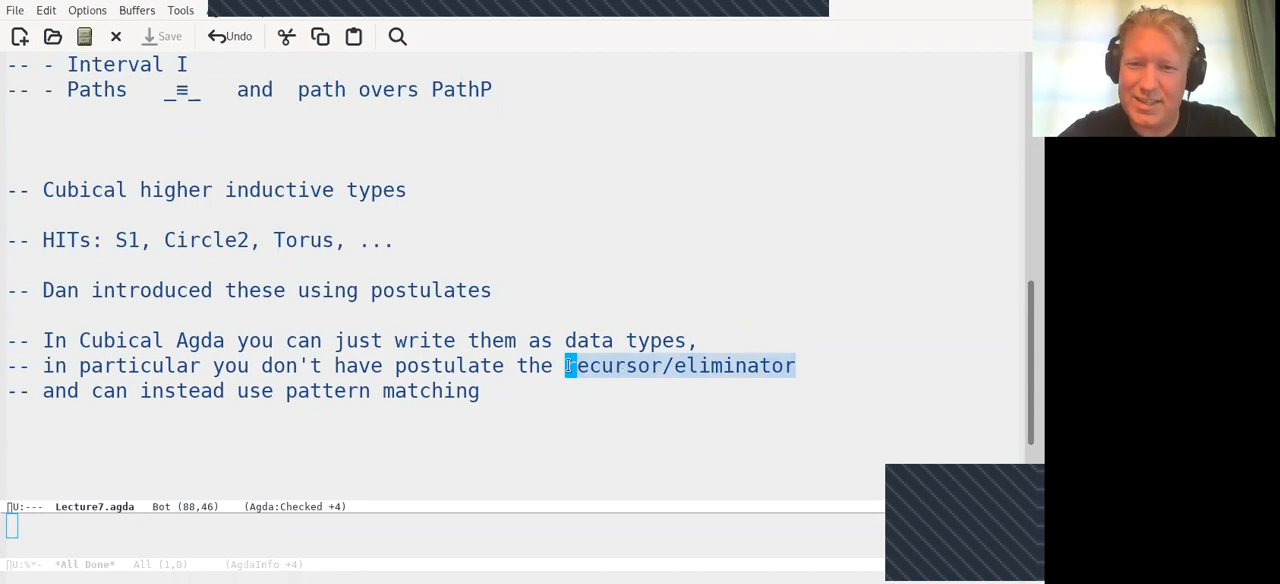 File Edit Options Buffers Tools
Save Undo
-- - Interval I
-- - Paths _≡_ and path overs PathP
-- Cubical higher inductive types
-- HITs: S1, Circle2, Torus, ...
-- Dan introduced these using postulates
-- In Cubical Agda you can just write them as data types,
-- in particular you don't have postulate the recursor/eliminator
-- and can instead use pattern matching
U:--- Lecture7.agda Bot (88,46) (Agda:Checked +4)
U:%*- *All Done* All (1,0) (AgdaInfo +4)